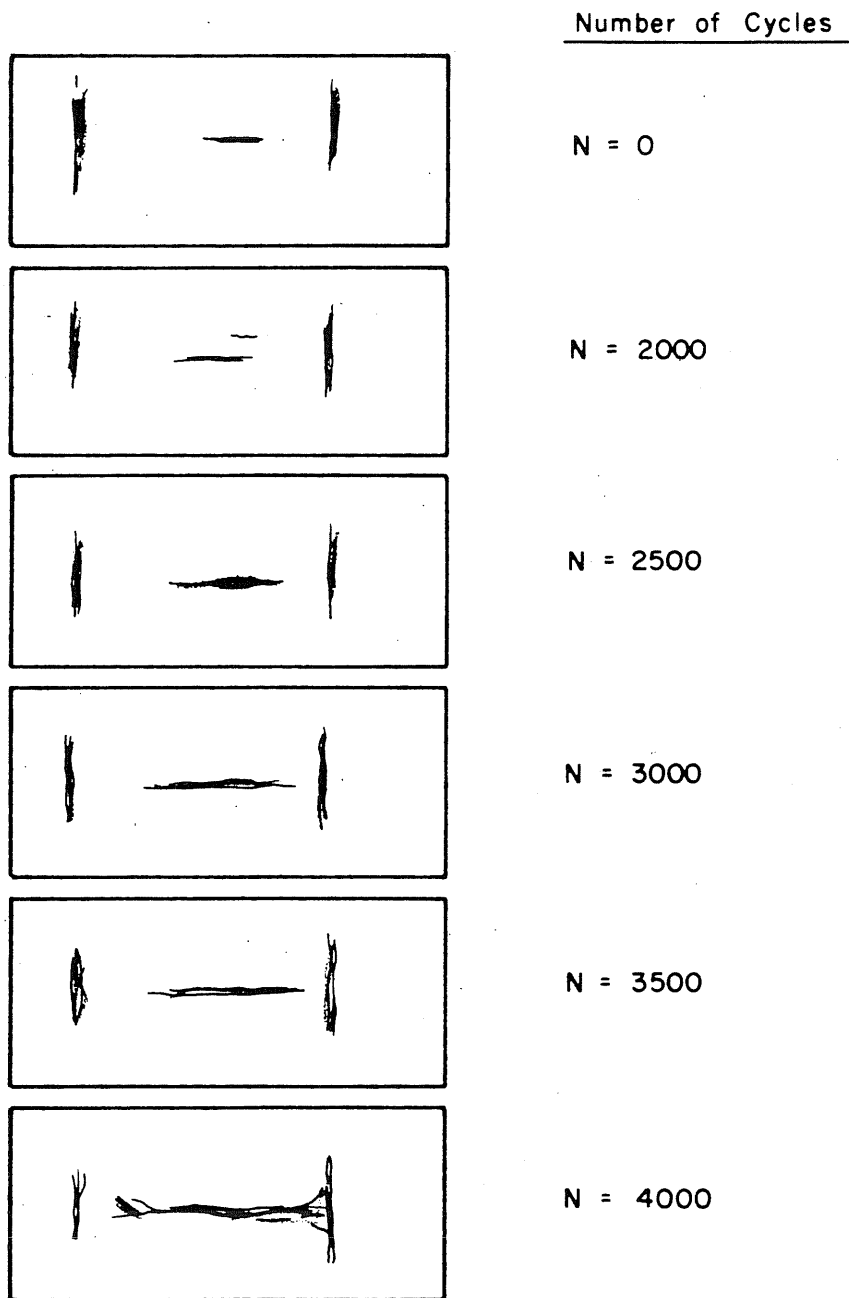 Number of Cycles
N = 0
N = 2000
N = 2500
N = 3000
N = 3500
N = 4000